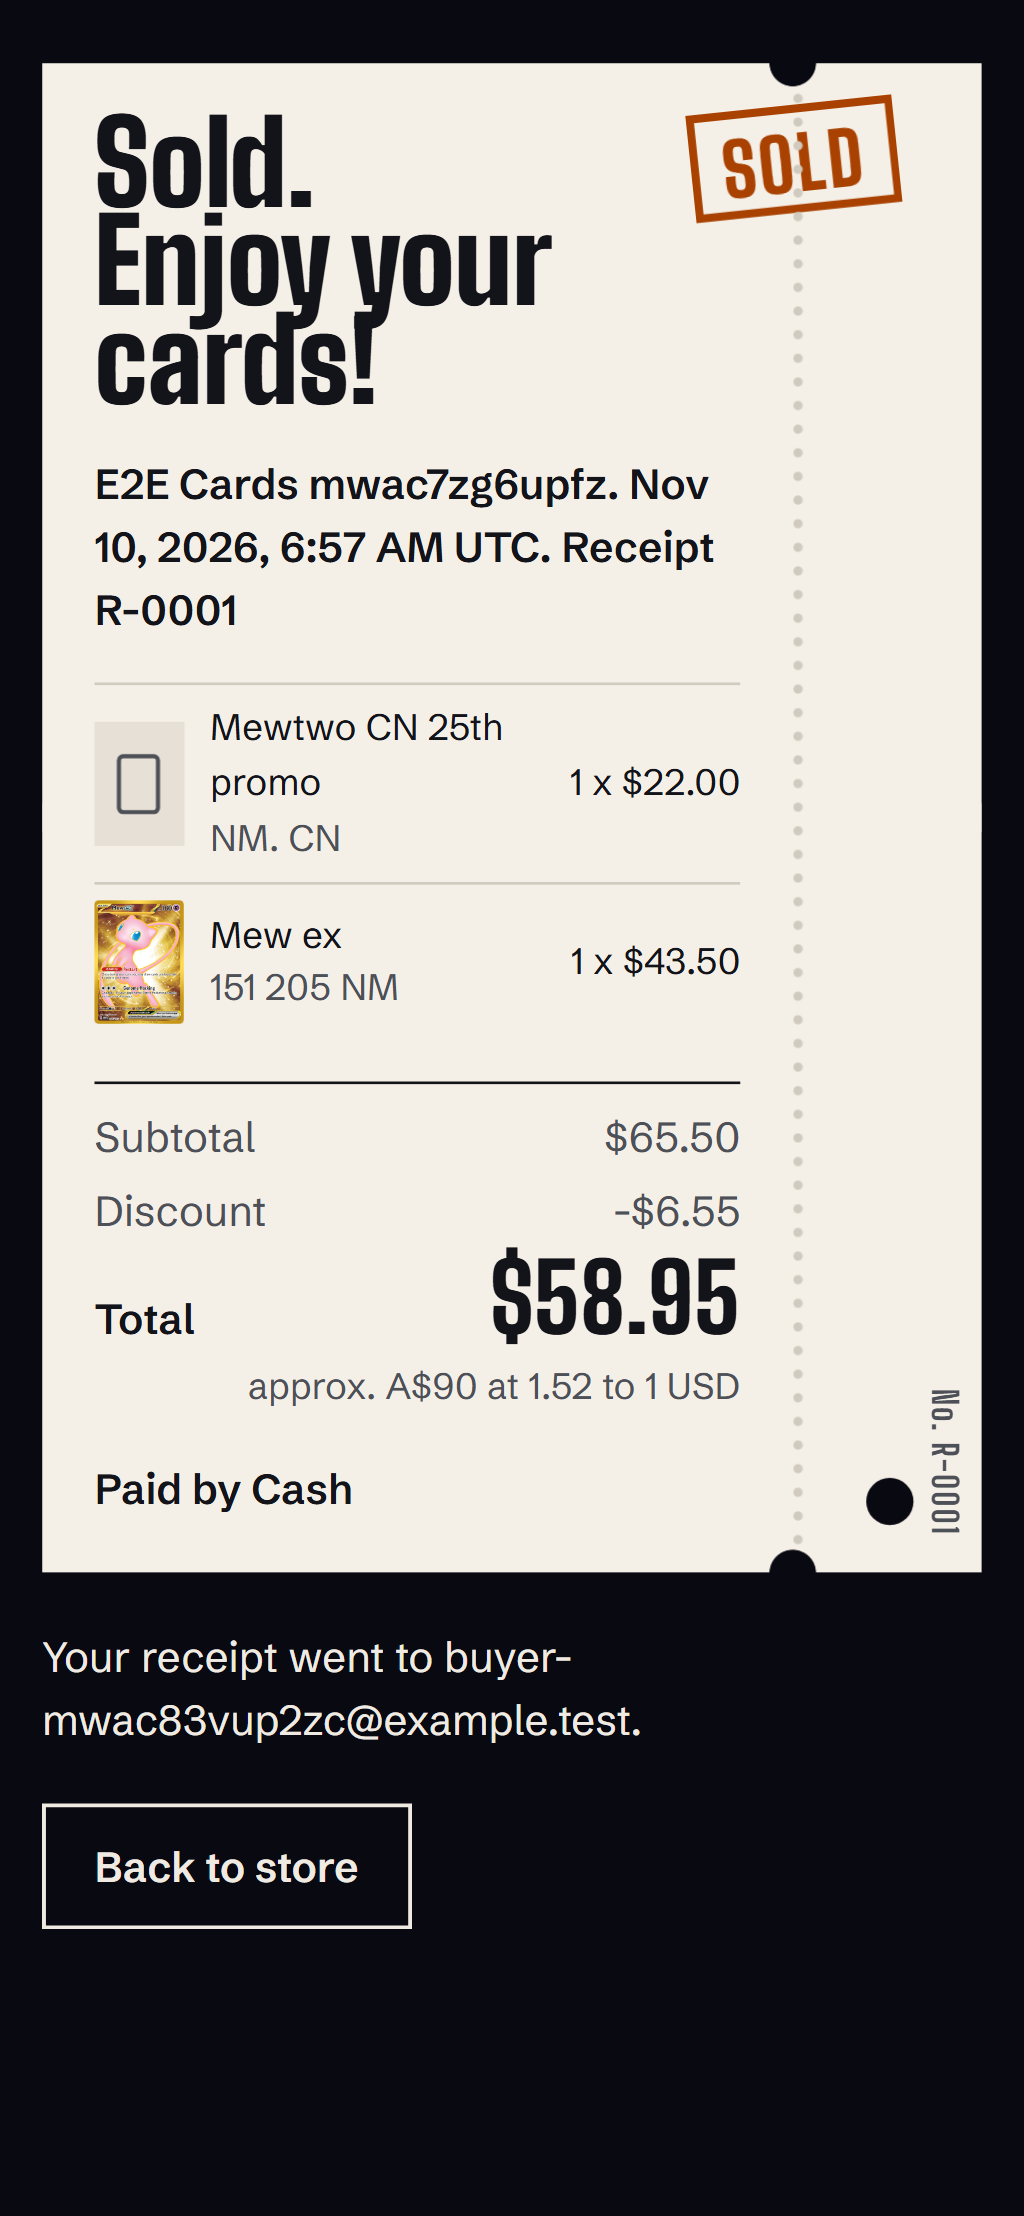 Sold.
Enjoy your
cards!
SOLD
E2E Cards mwac7zg6upfz. Nov
10, 2026, 6:57 AM UTC. Receipt
R-0001
Mewtwo CN 25th
promo
1 x $22.00
NM. CN
Mew ex
151 205 NM
1 x $43.50
Subtotal $65.50
Discount -$6.55
Total $58.95
approx. A$90 at 1.52 to 1 USD
Paid by Cash
No. R-0001
Your receipt went to buyer-
mwac83vup2zc@example.test.
Back to store